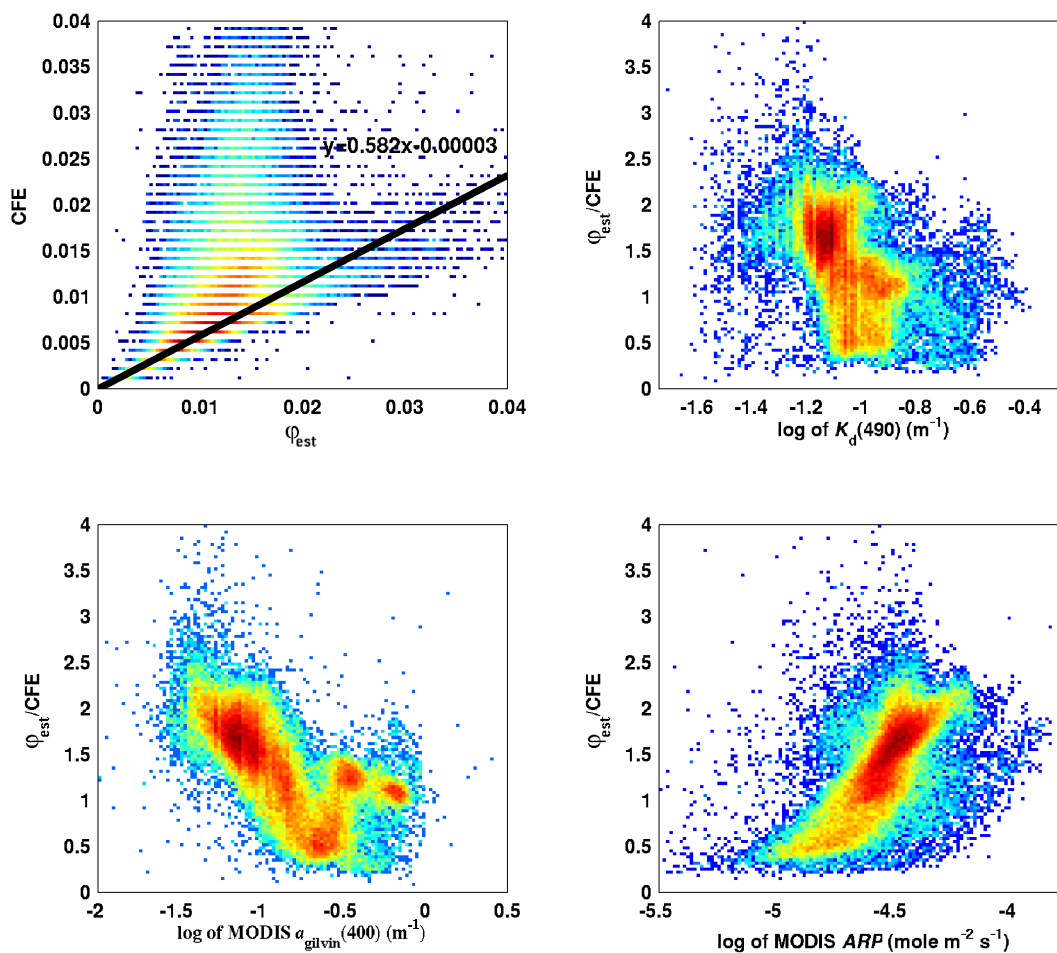 0.04
0.035
0.03
0.025
0.02
0.015
0.01
0.005
0
CFE
y=0.582x-0.00003
0 0.01 0.02 0.03 0.04
φest
4
3.5
3
2.5
2
1.5
1
0.5
0
φest/CFE
-1.6 -1.4 -1.2 -1 -0.8 -0.6 -0.4
log of Kd(490) (m⁻¹)
4
3.5
3
2.5
2
1.5
1
0.5
0
φest/CFE
-2 -1.5 -1 -0.5 0 0.5
log of MODIS agilvin(400) (m⁻¹)
4
3.5
3
2.5
2
1.5
1
0.5
0
φest/CFE
-5.5 -5 -4.5 -4
log of MODIS ARP (mole m⁻² s⁻¹)